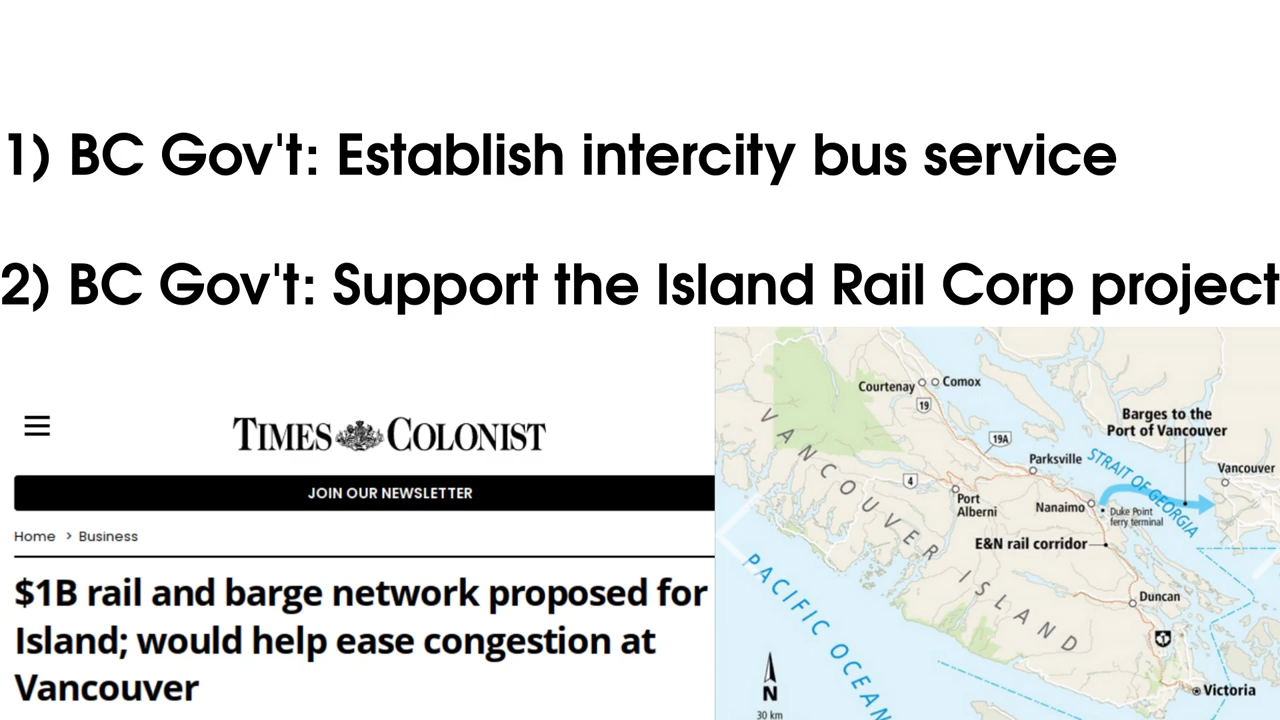 1) BC Gov't: Establish intercity bus service
2) BC Gov't: Support the Island Rail Corp project
TIMES COLONIST
JOIN OUR NEWSLETTER
Home > Business
$1B rail and barge network proposed for
Island; would help ease congestion at
Vancouver
Courtenay
Comox
19
19A
Barges to the
Port of Vancouver
Parksville
STRAIT OF GEORGIA
Vancouver
4
Port
Alberni
Nanaimo
Duke Point
ferry terminal
E&N rail corridor
VANCOUVER ISLAND
Duncan
1
PACIFIC OCEAN
Victoria
N
30 km